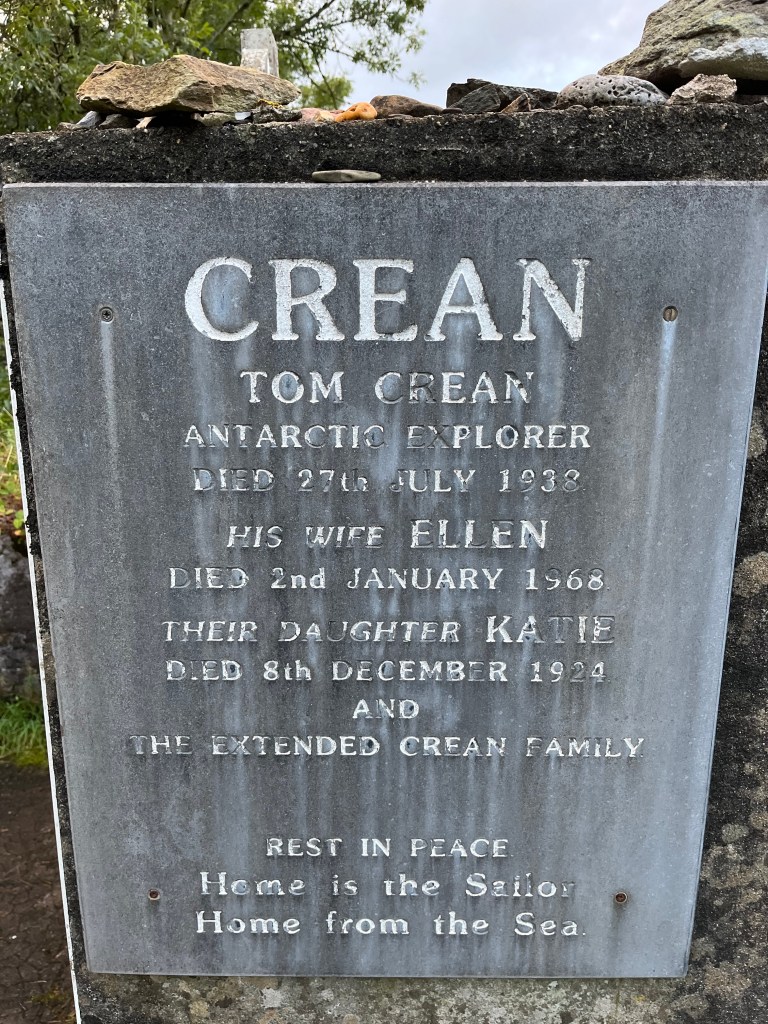 CREAN
TOM CREAN
ANTARCTIC EXPLORER
DIED 27th JULY 1938
HIS WIFE ELLEN
DIED 2nd JANUARY 1968.
THEIR DAUGHTER KATIE
DIED 8th DECEMBER 1924
AND
THE EXTENDED CREAN FAMILY.
REST IN PEACE.
Home is the Sailor
Home from the Sea.